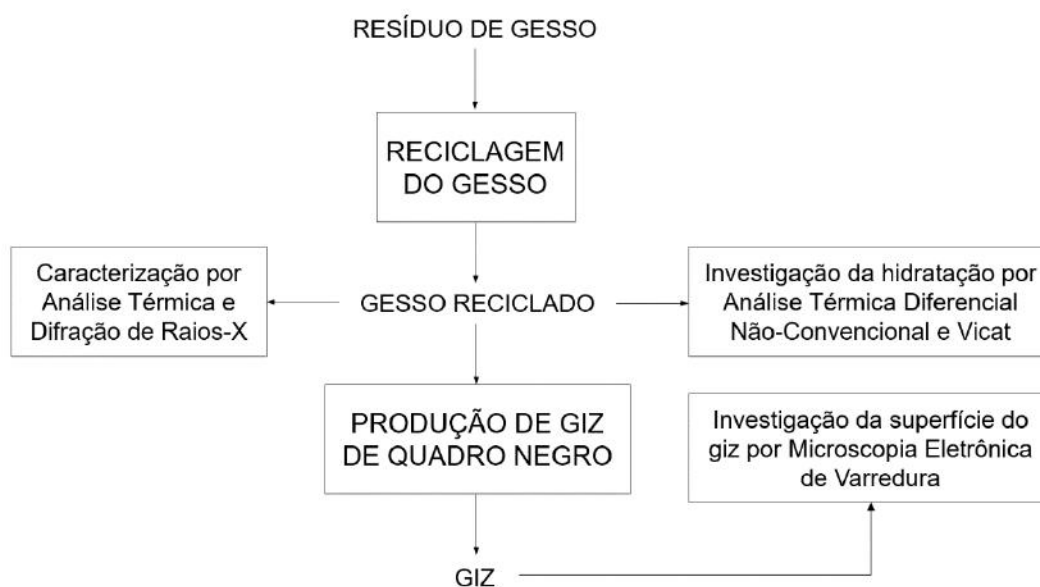 RESÍDUO DE GESSO
RECICLAGEM
DO GESSO
Caracterização por
Análise Térmica e
Difração de Raios-X
GESSO RECICLADO
Investigação da hidratação por
Análise Térmica Diferencial
Não-Convencional e Vicat
PRODUÇÃO DE GIZ
DE QUADRO NEGRO
Investigação da superfície do
giz por Microscopia Eletrônica
de Varredura
GIZ